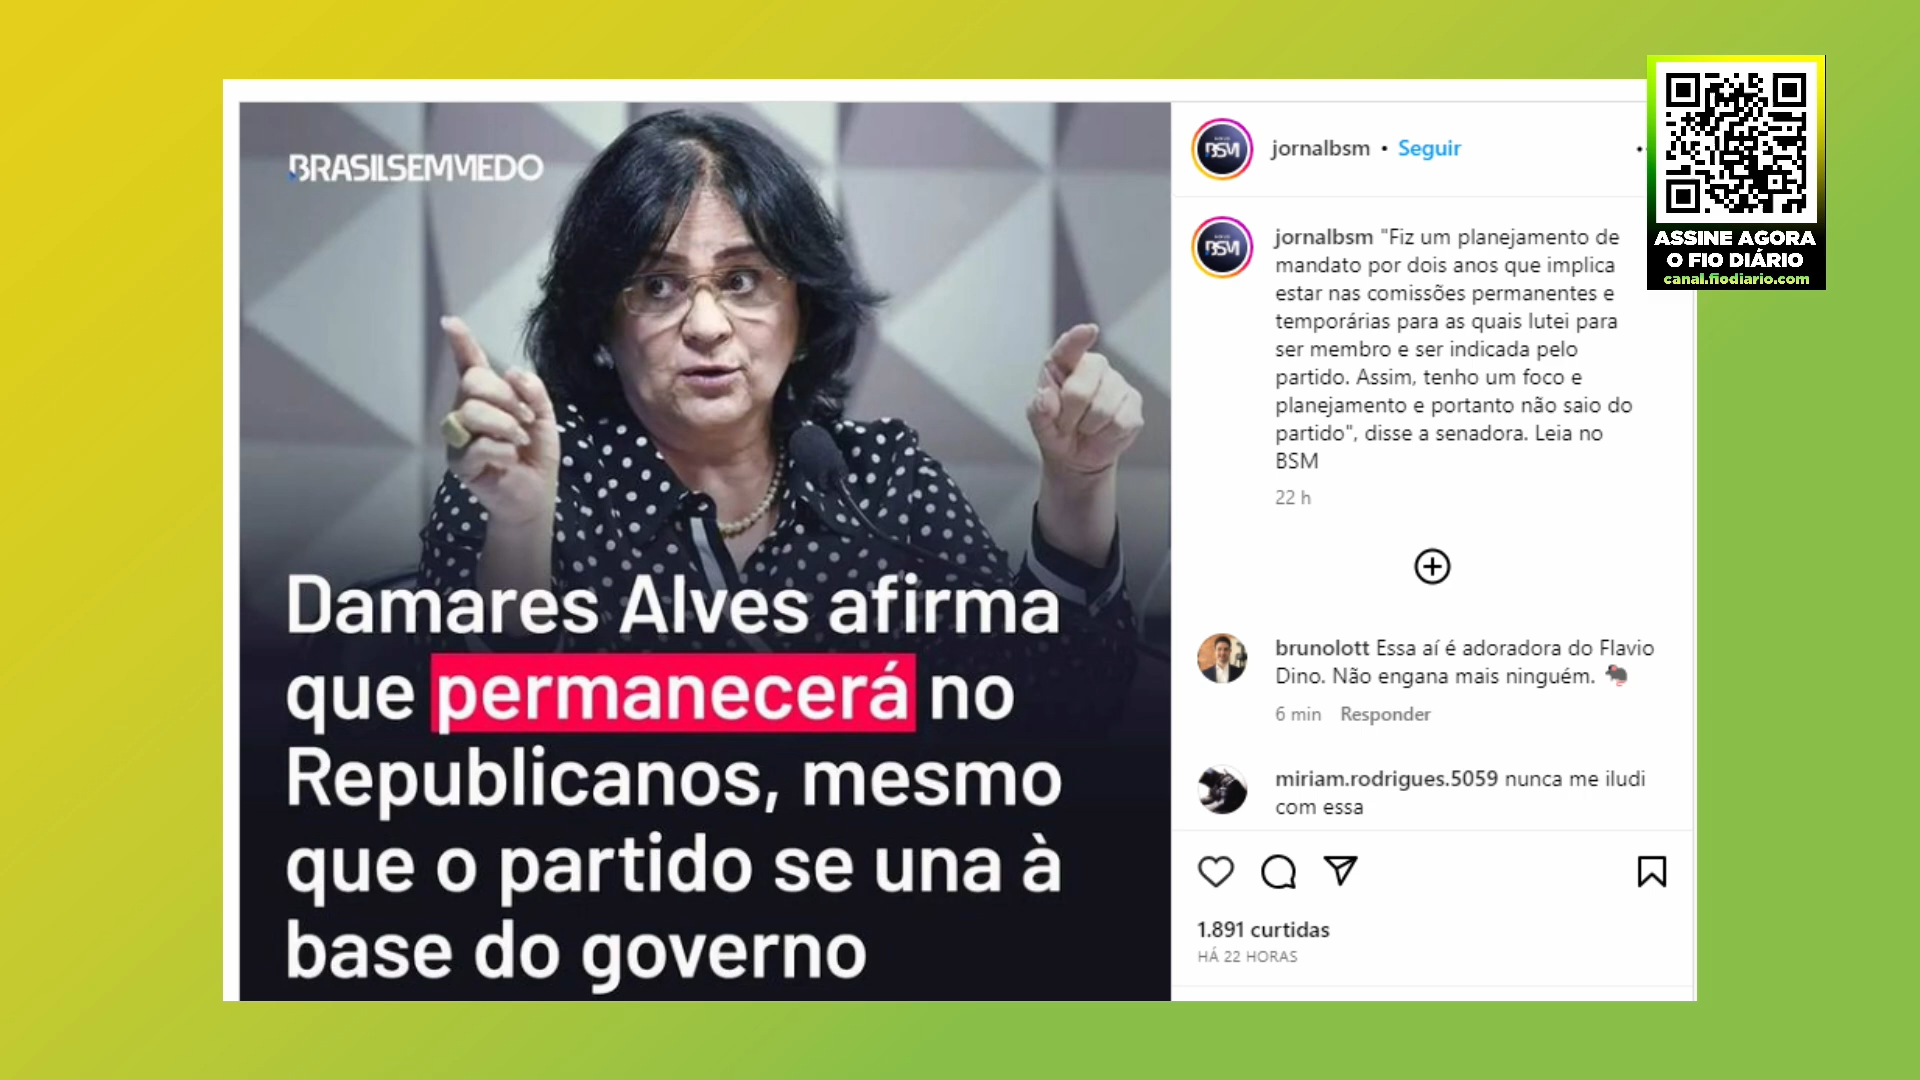 BRASILSEMMEDO
Damares Alves afirma
que permanecerá no
Republicanos, mesmo
que o partido se una à
base do governo
BSM
jornalbsm • Seguir
BSM
jornalbsm "Fiz um planejamento de
mandato por dois anos que implica
estar nas comissões permanentes e
temporárias para as quais lutei para
ser membro e ser indicada pelo
partido. Assim, tenho um foco e
planejamento e portanto não saio do
partido", disse a senadora. Leia no
BSM
22 h
brunolott Essa aí é adoradora do Flavio
Dino. Não engana mais ninguém. 🐀
6 min Responder
miriam.rodrigues.5059 nunca me iludi
com essa
1.891 curtidas
HÁ 22 HORAS
ASSINE AGORA
O FIO DIÁRIO
canal.fiodiario.com